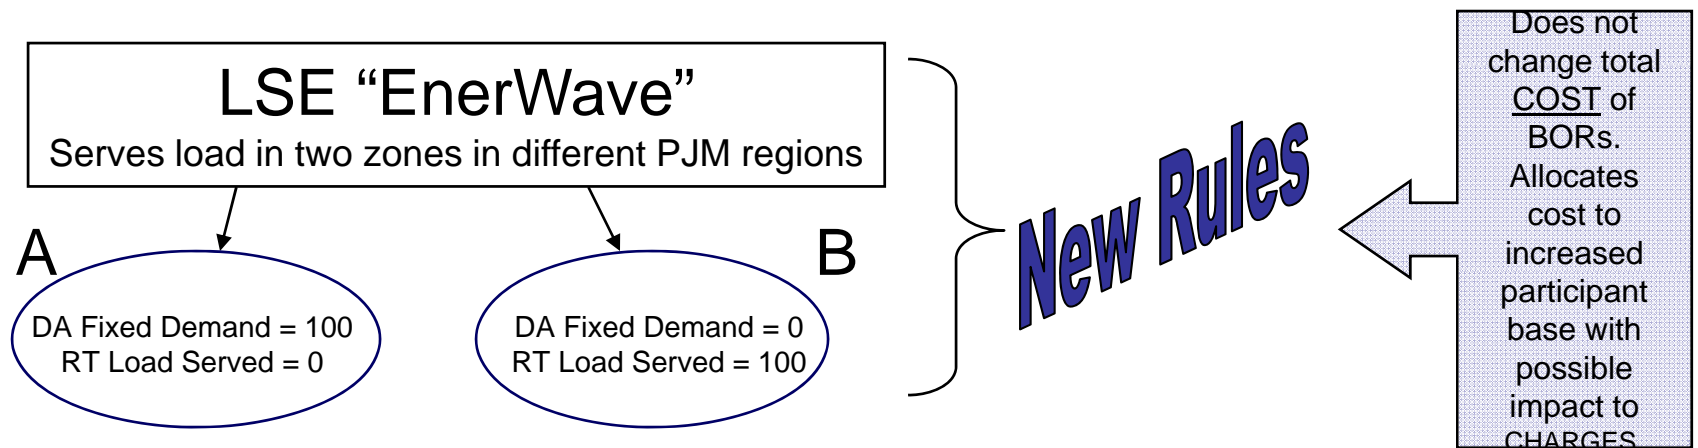 LSE “EnerWave”
Serves load in two zones in different PJM regions
A
DA Fixed Demand = 100
RT Load Served = 0
B
DA Fixed Demand = 0
RT Load Served = 100
New Rules
Does not
change total
COST of
BORs.
Allocates
cost to
increased
participant
base with
possible
impact to
CHARGES